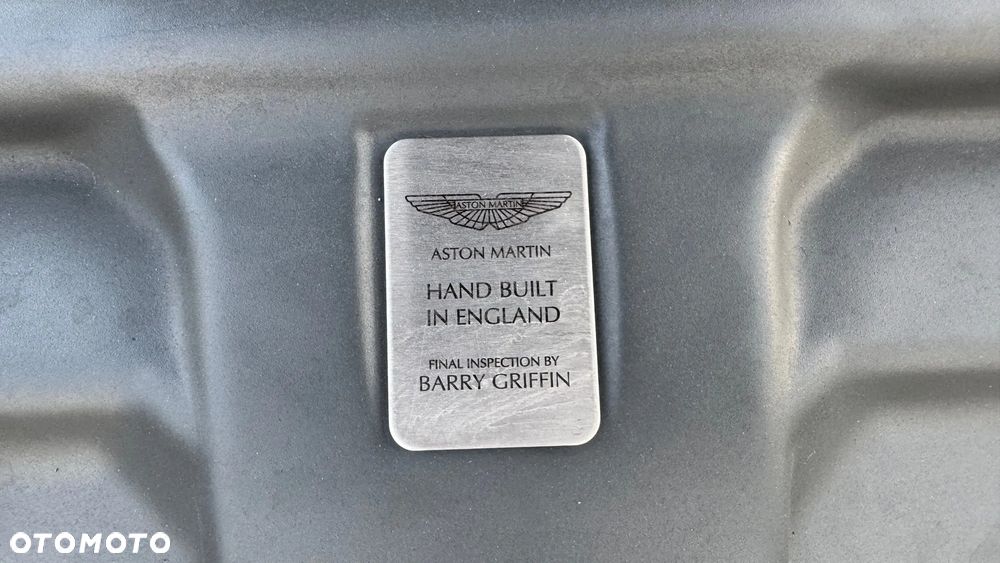 ASTON MARTIN
ASTON MARTIN
HAND BUILT
IN ENGLAND
FINAL INSPECTION BY
BARRY GRIFFIN
OTOMOTO